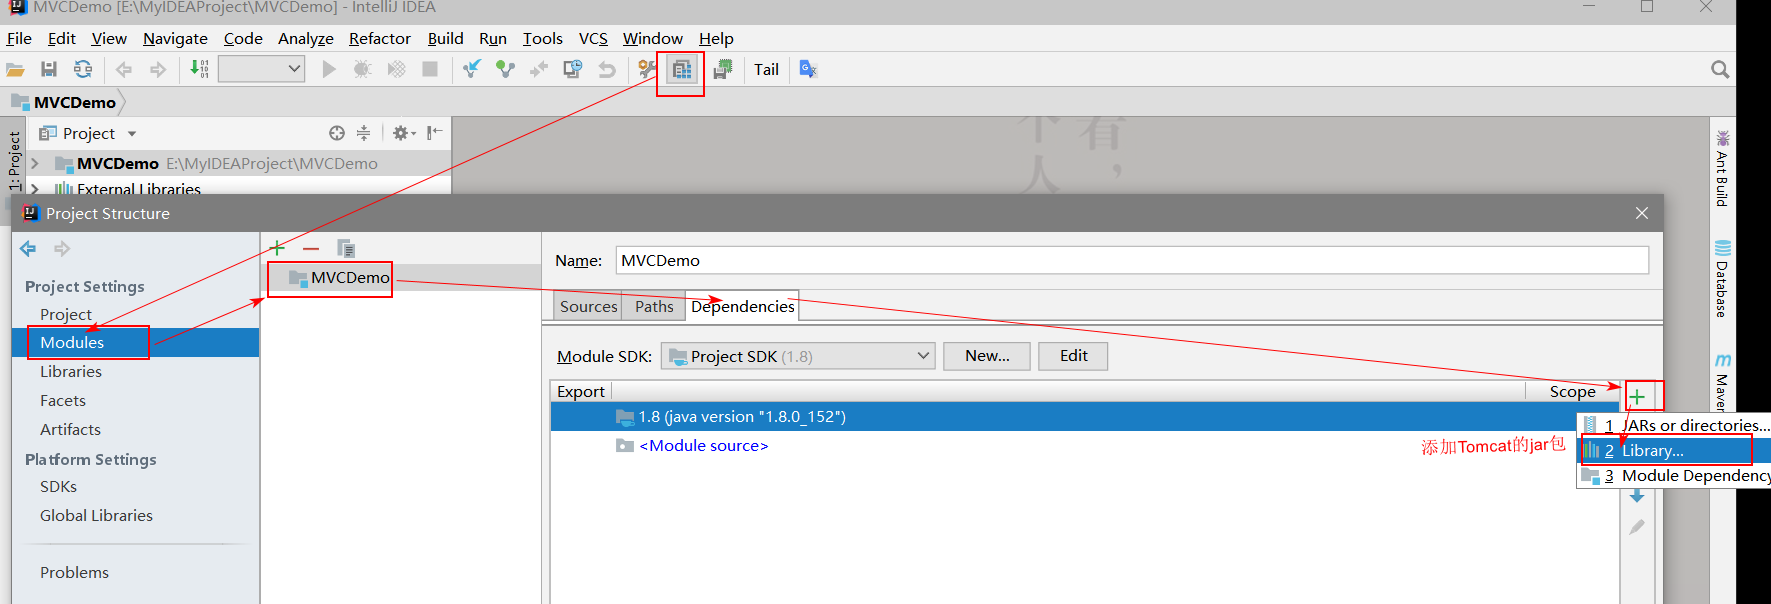 MVCDemo [E:\MyIDEAProject\MVCDemo] - IntelliJ IDEA
File Edit View Navigate Code Analyze Refactor Build Run Tools VCS Window Help
Tail
MVCDemo
1: Project
Project
MVCDemo E:\MyIDEAProject\MVCDemo
External Libraries
看，
人
Ant Build
Database
Maven
Project Structure
Project Settings
Project
Modules
Libraries
Facets
Artifacts
Platform Settings
SDKs
Global Libraries
Problems
MVCDemo
Name: MVCDemo
Sources Paths Dependencies
Module SDK: Project SDK (1.8) New... Edit
Export Scope
1.8 (java version "1.8.0_152")
<Module source>
添加Tomcat的jar包
1 JARs or directories...
2 Library...
3 Module Dependency